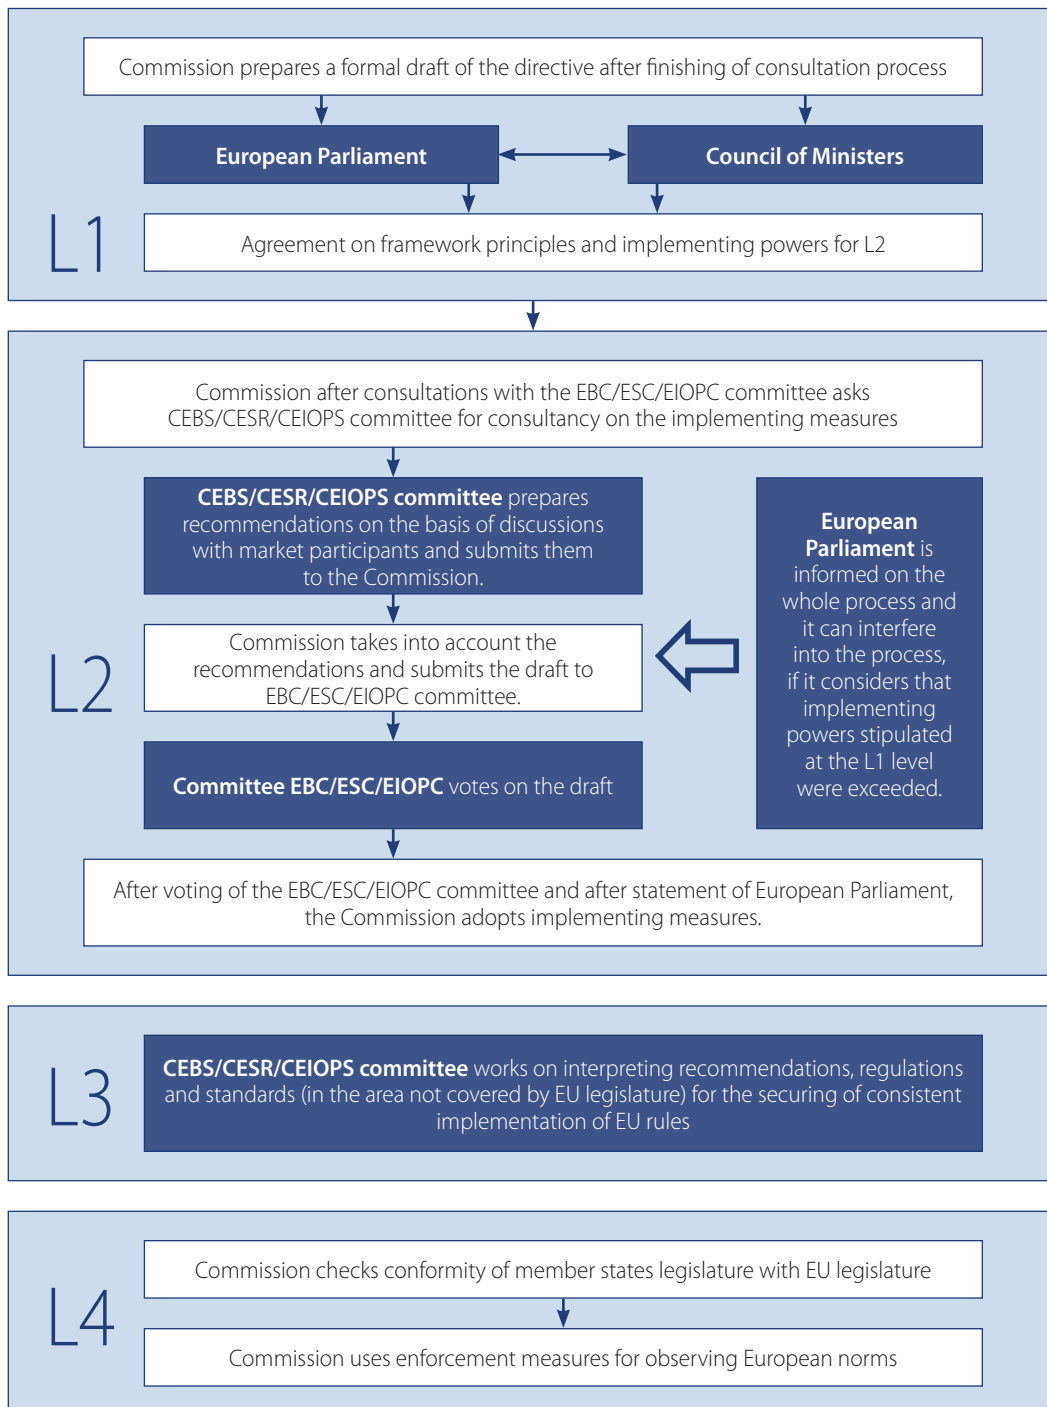 Commission prepares a formal draft of the directive after finishing of consultation process
European Parliament
Council of Ministers
L1
Agreement on framework principles and implementing powers for L2
Commission after consultations with the EBC/ESC/EIOPC committee asks
CEBS/CESR/CEIOPS committee for consultancy on the implementing measures
CEBS/CESR/CEIOPS committee prepares
recommendations on the basis of discussions
with market participants and submits them
to the Commission.
European
Parliament is
informed on the
whole process and
it can interfere
into the process,
if it considers that
implementing
powers stipulated
at the L1 level
were exceeded.
L2
Commission takes into account the
recommendations and submits the draft to
EBC/ESC/EIOPC committee.
Committee EBC/ESC/EIOPC votes on the draft
After voting of the EBC/ESC/EIOPC committee and after statement of European Parliament,
the Commission adopts implementing measures.
L3
CEBS/CESR/CEIOPS committee works on interpreting recommendations, regulations
and standards (in the area not covered by EU legislature) for the securing of consistent
implementation of EU rules
L4
Commission checks conformity of member states legislature with EU legislature
Commission uses enforcement measures for observing European norms